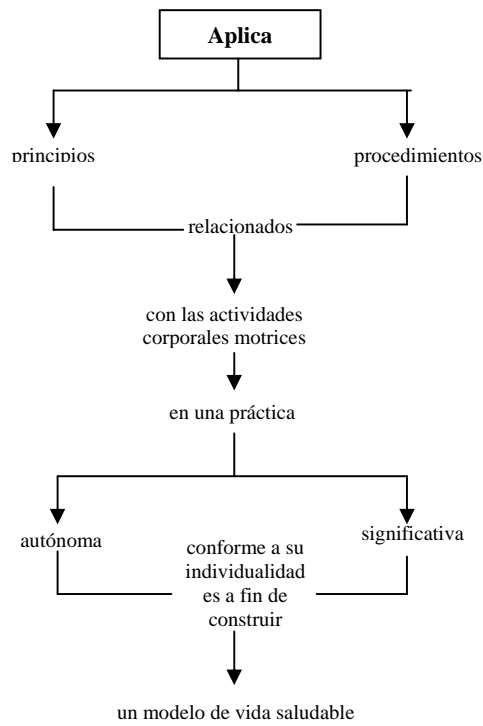 Aplica
principios
procedimientos
relacionados
con las actividades
corporales motrices
en una práctica
autónoma
significativa
conforme a su
individualidad
es a fin de
construir
un modelo de vida saludable